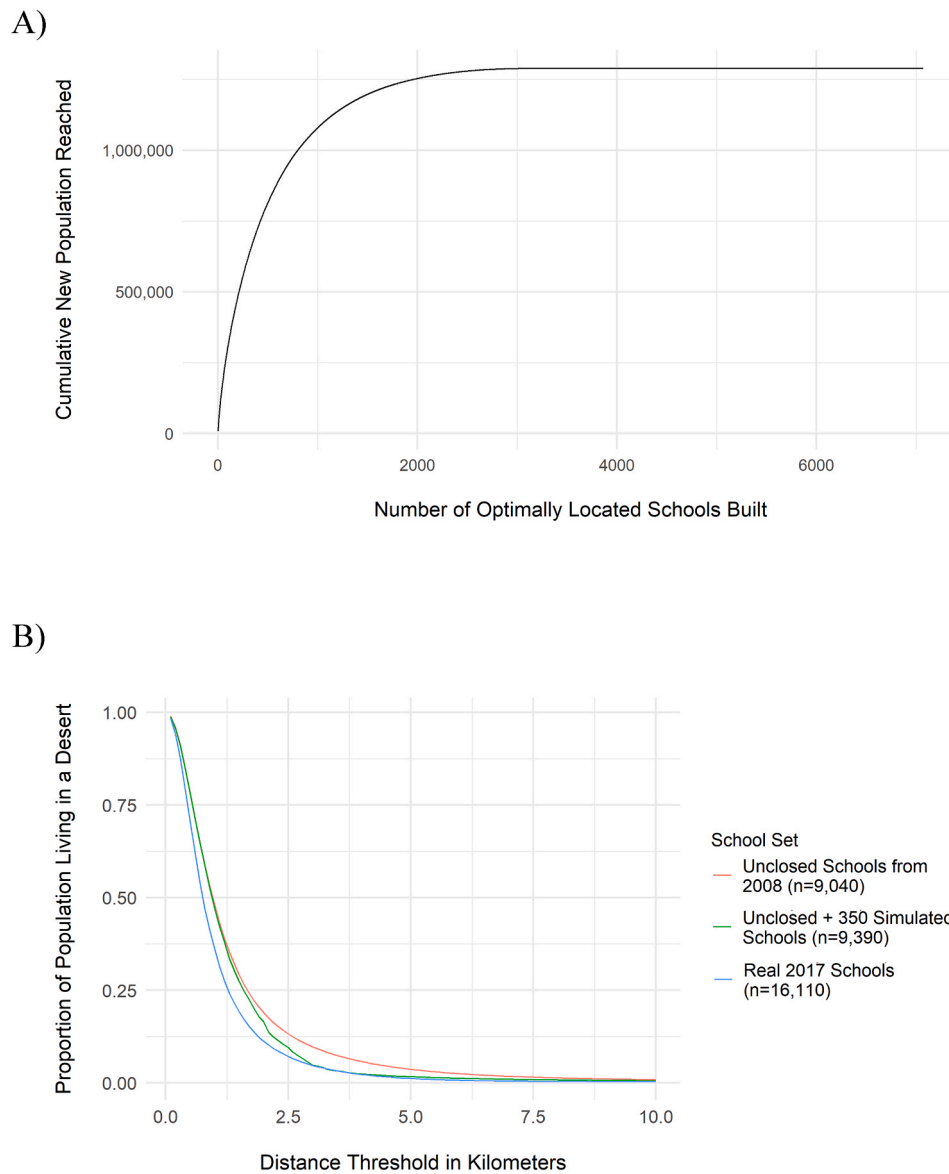 A)
Cumulative New Population Reached
1,000,000
500,000
0
0 2000 4000 6000
Number of Optimally Located Schools Built
B)
Proportion of Population Living in a Desert
1.00
0.75
0.50
0.25
0.00
0.0 2.5 5.0 7.5 10.0
Distance Threshold in Kilometers
School Set
Unclosed Schools from
2008 (n=9,040)
Unclosed + 350 Simulated
Schools (n=9,390)
Real 2017 Schools
(n=16,110)